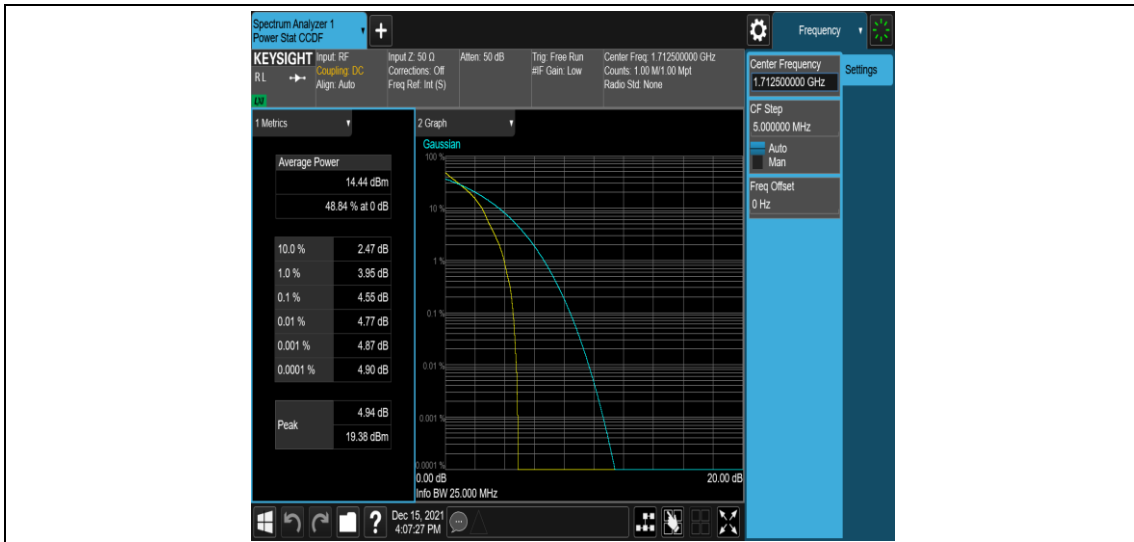 Spectrum Analyzer 1
Power Stat CCDF
+
Frequency
KEYSIGHT
RL
LXI
Input: RF
Coupling: DC
Align: Auto
Input Z: 50 Ω
Corrections: Off
Freq Ref: Int (S)
Atten: 50 dB
Trig: Free Run
#IF Gain: Low
Center Freq: 1.712500000 GHz
Counts: 1.00 M/1.00 Mpt
Radio Std: None
Center Frequency
1.712500000 GHz
Settings
CF Step
5.000000 MHz
Auto
Man
Freq Offset
0 Hz
1 Metrics
Average Power
14.44 dBm
48.84 % at 0 dB
10.0 % 2.47 dB
1.0 % 3.95 dB
0.1 % 4.55 dB
0.01 % 4.77 dB
0.001 % 4.87 dB
0.0001 % 4.90 dB
Peak
4.94 dB
19.38 dBm
2 Graph
Gaussian
100 %
10 %
1 %
0.1 %
0.01 %
0.001 %
0.0001 %
0.00 dB 20.00 dB
Info BW 25.000 MHz
?
Dec 15, 2021
4:07:27 PM